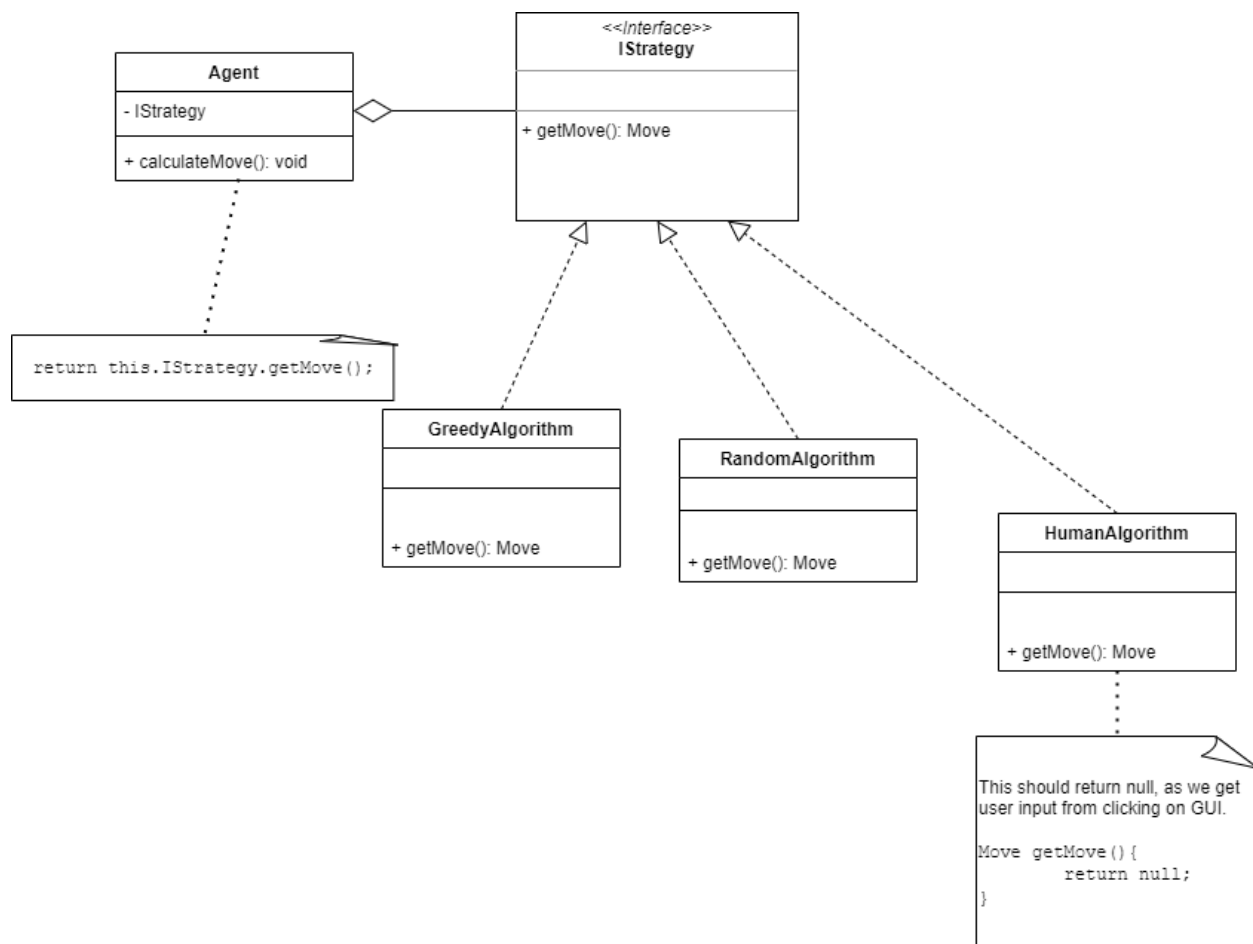 <<Interface>>
IStrategy
+ getMove(): Move
Agent
- IStrategy
+ calculateMove(): void
return this.IStrategy.getMove();
GreedyAlgorithm
+ getMove(): Move
RandomAlgorithm
+ getMove(): Move
HumanAlgorithm
+ getMove(): Move
This should return null, as we get
user input from clicking on GUI.
Move getMove(){
return null;
}